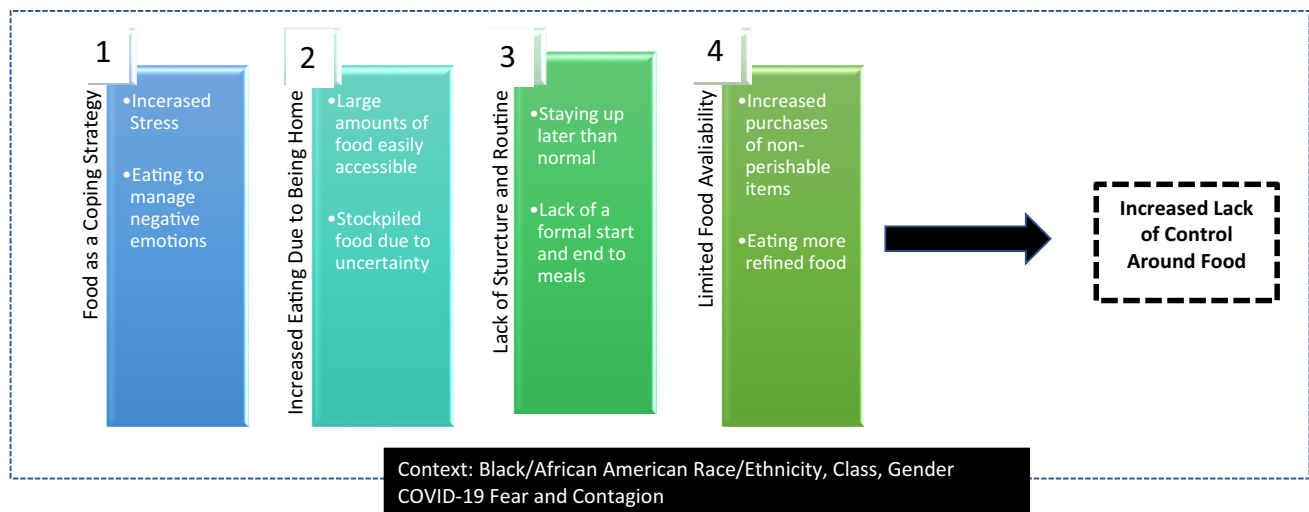 1
Food as a Coping Strategy
•Incerased
Stress
•Eating to
manage
negative
emotions
2
Increased Eating Due to Being Home
•Large
amounts of
food easily
accessible
•Stockpiled
food due to
uncertainty
3
Lack of Sturcture and Routine
•Staying up
later than
normal
•Lack of a
formal start
and end to
meals
4
Limited Food Avaliability
•Increased
purchases
of non-
perishable
items
•Eating more
refined food
Increased Lack
of Control
Around Food
Context: Black/African American Race/Ethnicity, Class, Gender
COVID-19 Fear and Contagion